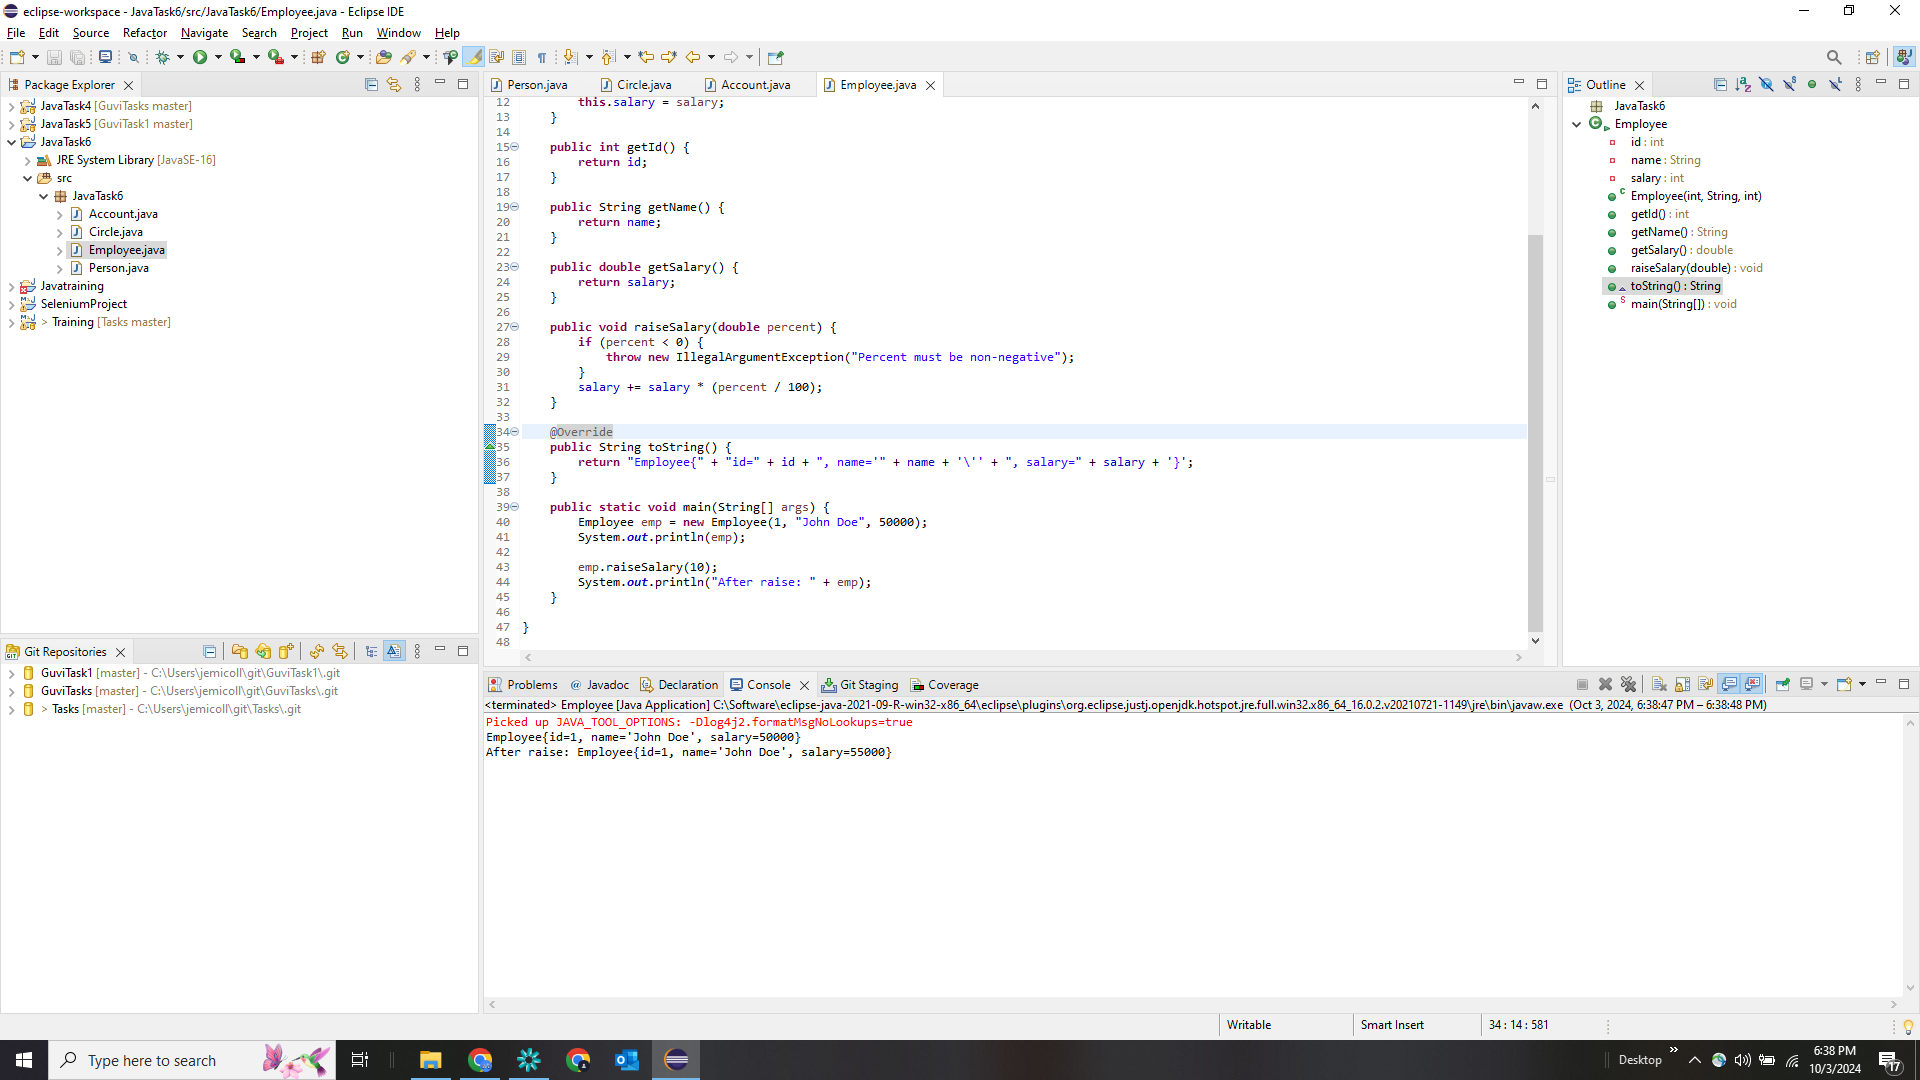 eclipse-workspace - JavaTask6/src/JavaTask6/Employee.java - Eclipse IDE
File Edit Source Refactor Navigate Search Project Run Window Help
Package Explorer
JavaTask4 [GuviTasks master]
JavaTask5 [GuviTask1 master]
JavaTask6
JRE System Library [JavaSE-16]
src
JavaTask6
Account.java
Circle.java
Employee.java
Person.java
Javatraining
SeleniumProject
> Training [Tasks master]
Git Repositories
GuviTask1 [master] - C:\Users\jemicoll\git\GuviTask1\.git
GuviTasks [master] - C:\Users\jemicoll\git\GuviTasks\.git
> Tasks [master] - C:\Users\jemicoll\git\Tasks\.git
Person.java Circle.java Account.java Employee.java
12 this.salary = salary;
13 }
14
15 public int getId() {
16 return id;
17 }
18
19 public String getName() {
20 return name;
21 }
22
23 public double getSalary() {
24 return salary;
25 }
26
27 public void raiseSalary(double percent) {
28 if (percent < 0) {
29 throw new IllegalArgumentException("Percent must be non-negative");
30 }
31 salary += salary * (percent / 100);
32 }
33
34 @Override
35 public String toString() {
36 return "Employee{" + "id=" + id + ", name='" + name + '\'' + ", salary=" + salary + '}';
37 }
38
39 public static void main(String[] args) {
40 Employee emp = new Employee(1, "John Doe", 50000);
41 System.out.println(emp);
42
43 emp.raiseSalary(10);
44 System.out.println("After raise: " + emp);
45 }
46
47 }
48
Outline
JavaTask6
Employee
id : int
name : String
salary : int
Employee(int, String, int)
getId() : int
getName() : String
getSalary() : double
raiseSalary(double) : void
toString() : String
main(String[]) : void
Problems Javadoc Declaration Console Git Staging Coverage
<terminated> Employee [Java Application] C:\Software\eclipse-java-2021-09-R-win32-x86_64\eclipse\plugins\org.eclipse.justj.openjdk.hotspot.jre.full.win32.x86_64_16.0.2.v20210721-1149\jre\bin\javaw.exe (Oct 3, 2024, 6:38:47 PM – 6:38:48 PM)
Picked up JAVA_TOOL_OPTIONS: -Dlog4j2.formatMsgNoLookups=true
Employee{id=1, name='John Doe', salary=50000}
After raise: Employee{id=1, name='John Doe', salary=55000}
Writable Smart Insert 34 : 14 : 581
Type here to search
Desktop
6:38 PM
10/3/2024
17